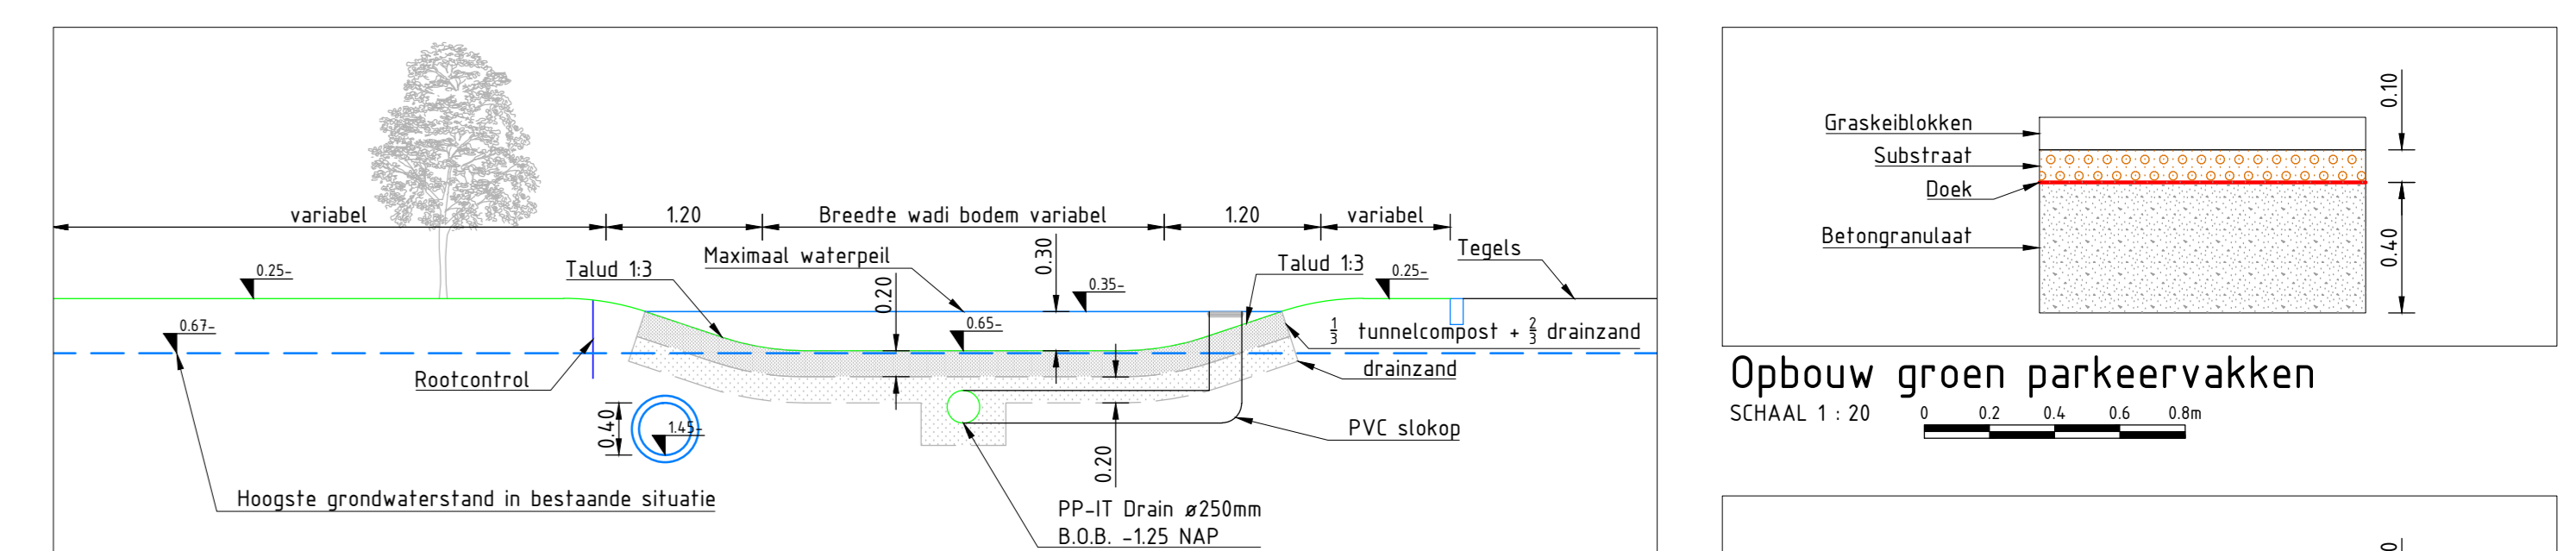 variabel
1.20
Breedte wadi bodem variabel
1.20
variabel
Maximaal waterpeil
0.30
Tegels
Talud 1:3
Talud 1:3
0.25-
0.20
0.35-
0.25-
0.67-
0.65-
1/3 tunnelcompost + 2/3 drainzand
Rootcontrol
drainzand
0.40
1.45-
PVC slokop
0.20
Hoogste grondwaterstand in bestaande situatie
PP-IT Drain ø250mm
B.O.B. -1.25 NAP
0.10
Graskeiblokken
Substraat
Doek
Betongranulaat
0.40
Opbouw groen parkeervakken
SCHAAL 1 : 20
0 0.2 0.4 0.6 0.8m